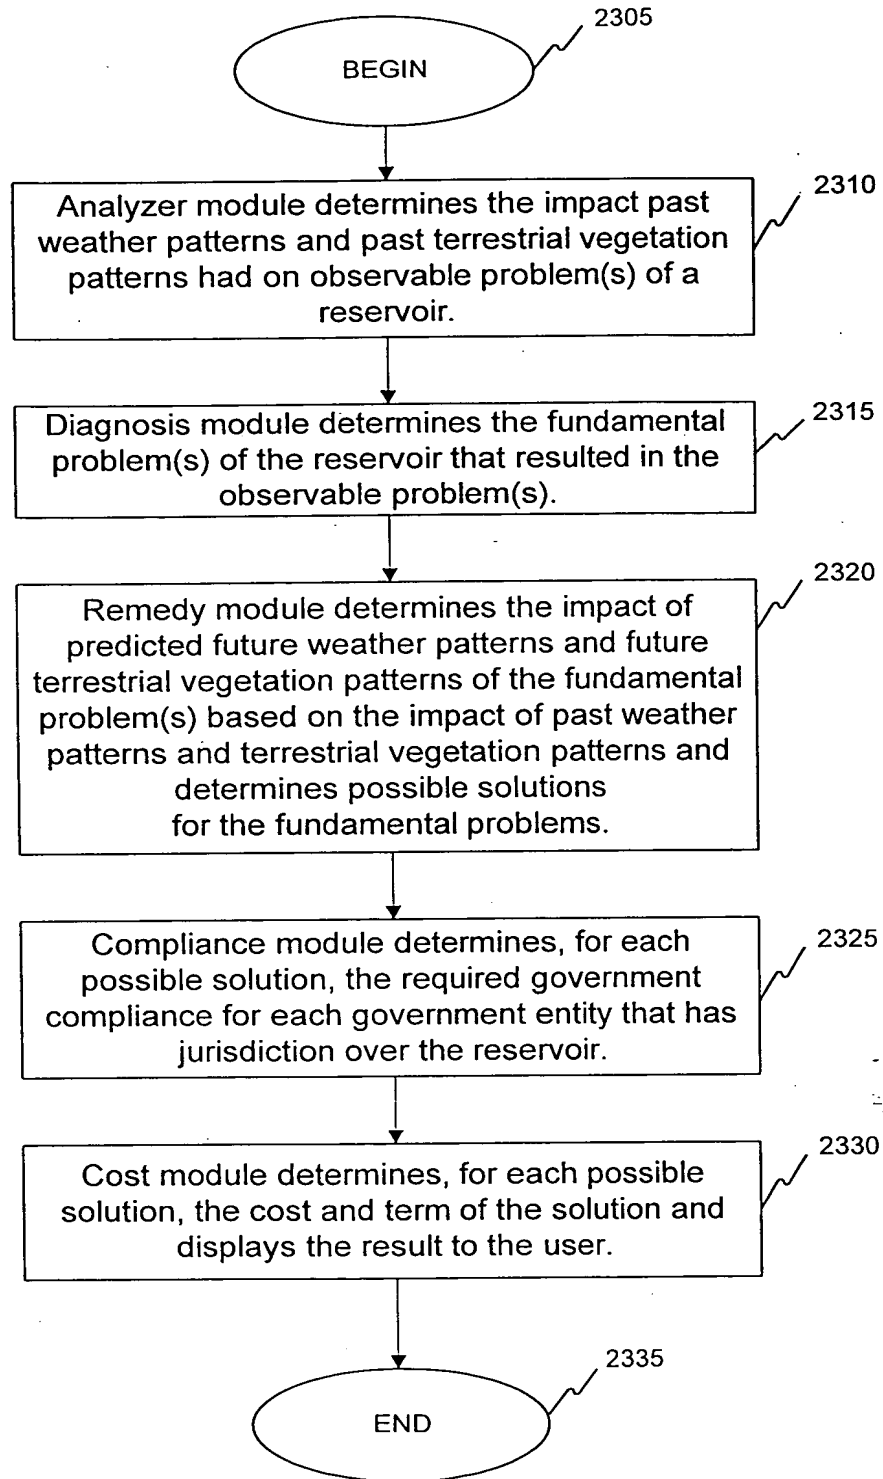 2305
BEGIN
2310
Analyzer module determines the impact past
weather patterns and past terrestrial vegetation
patterns had on observable problem(s) of a
reservoir.
2315
Diagnosis module determines the fundamental
problem(s) of the reservoir that resulted in the
observable problem(s).
2320
Remedy module determines the impact of
predicted future weather patterns and future
terrestrial vegetation patterns of the fundamental
problem(s) based on the impact of past weather
patterns and terrestrial vegetation patterns and
determines possible solutions
for the fundamental problems.
2325
Compliance module determines, for each
possible solution, the required government
compliance for each government entity that has
jurisdiction over the reservoir.
2330
Cost module determines, for each possible
solution, the cost and term of the solution and
displays the result to the user.
2335
END